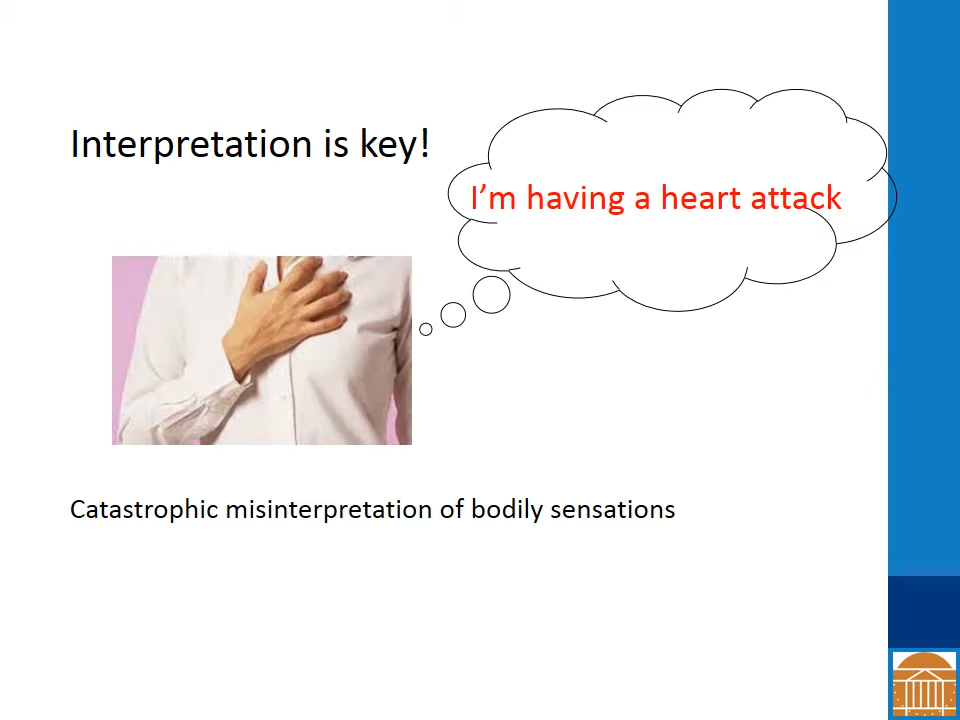 Interpretation is key!
I’m having a heart attack
Catastrophic misinterpretation of bodily sensations